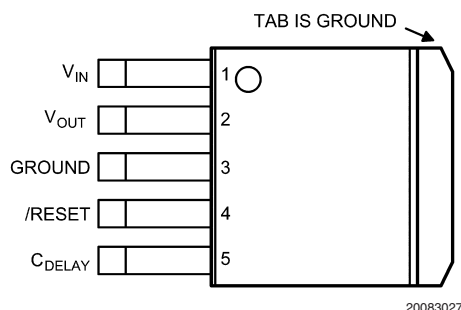 TAB IS GROUND
VIN 1
VOUT 2
GROUND 3
/RESET 4
CDELAY 5
20083027